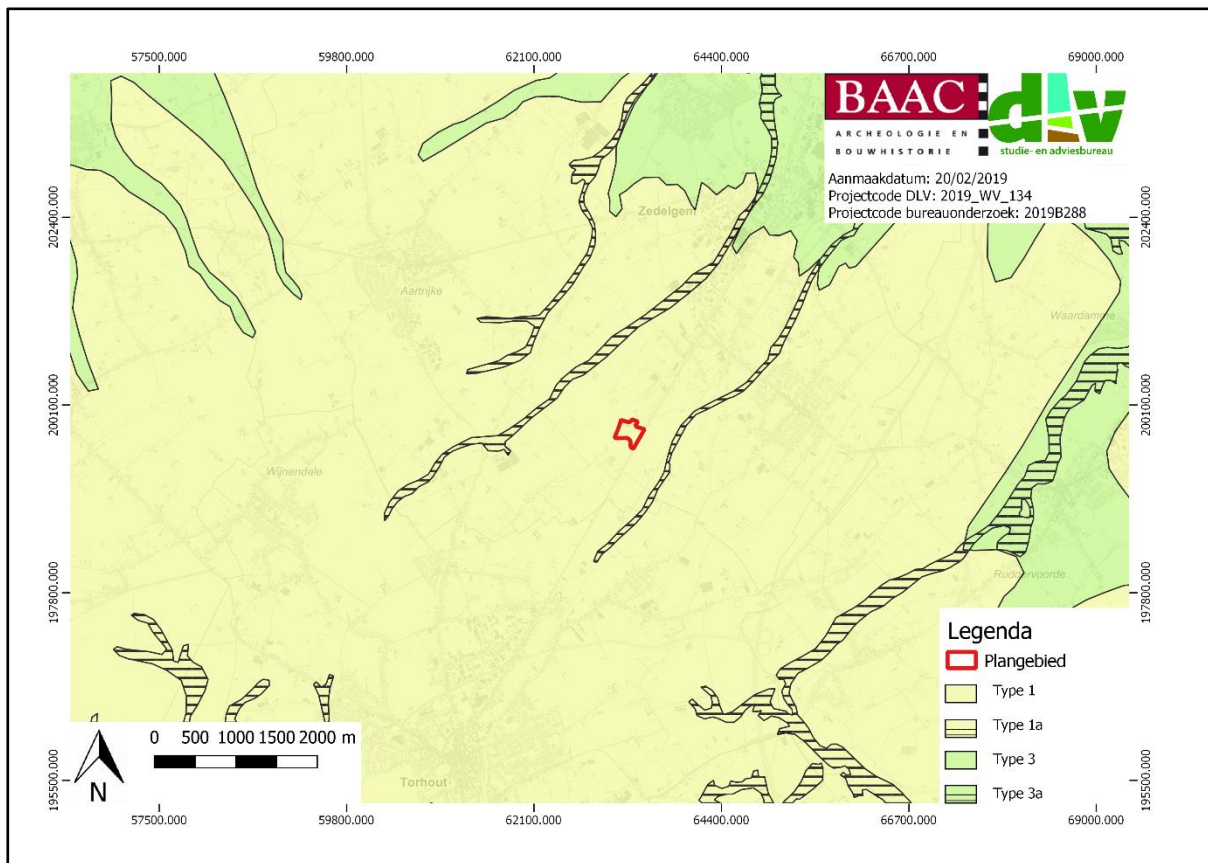 57500.000 59800.000 62100.000 64400.000 66700.000 69000.000
BAAC
ARCHEOLOGIE EN
BOUWHISTORIE
dlv
studie- en adviesbureau
Aanmaakdatum: 20/02/2019
Projectcode DLV: 2019_WV_134
Projectcode bureauonderzoek: 2019B288
202400.000 202400.000
Zedelgem
Aartrijke
Waardamme
200100.000 200100.000
Wijnendale
Ruddervoorde
197800.000 197800.000
Legenda
Plangebied
Type 1
Type 1a
Type 3
Type 3a
0 500 1000 1500 2000 m
N
Torhout
195500.000 195500.000
57500.000 59800.000 62100.000 64400.000 66700.000 69000.000